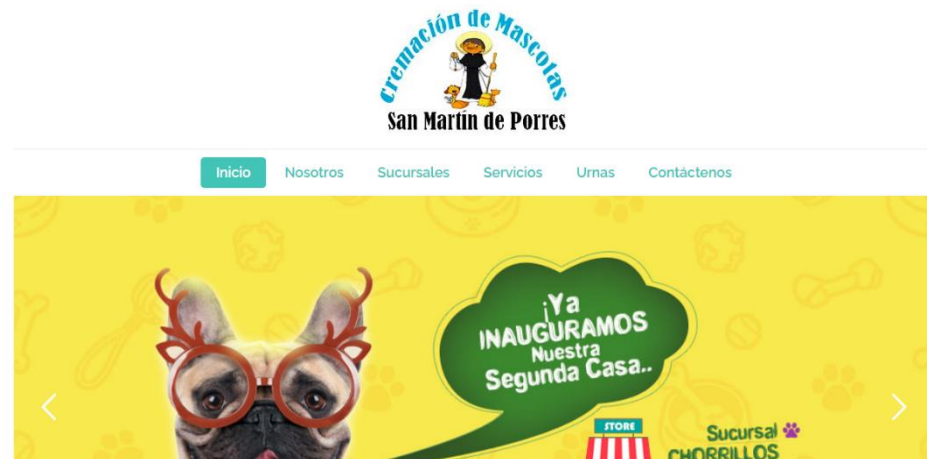 Cremación de Mascotas
San Martín de Porres
Inicio Nosotros Sucursales Servicios Urnas Contáctenos
¡Ya
INAUGURAMOS
Nuestra
Segunda Casa..
STORE
Sucursal
CHORRILLOS